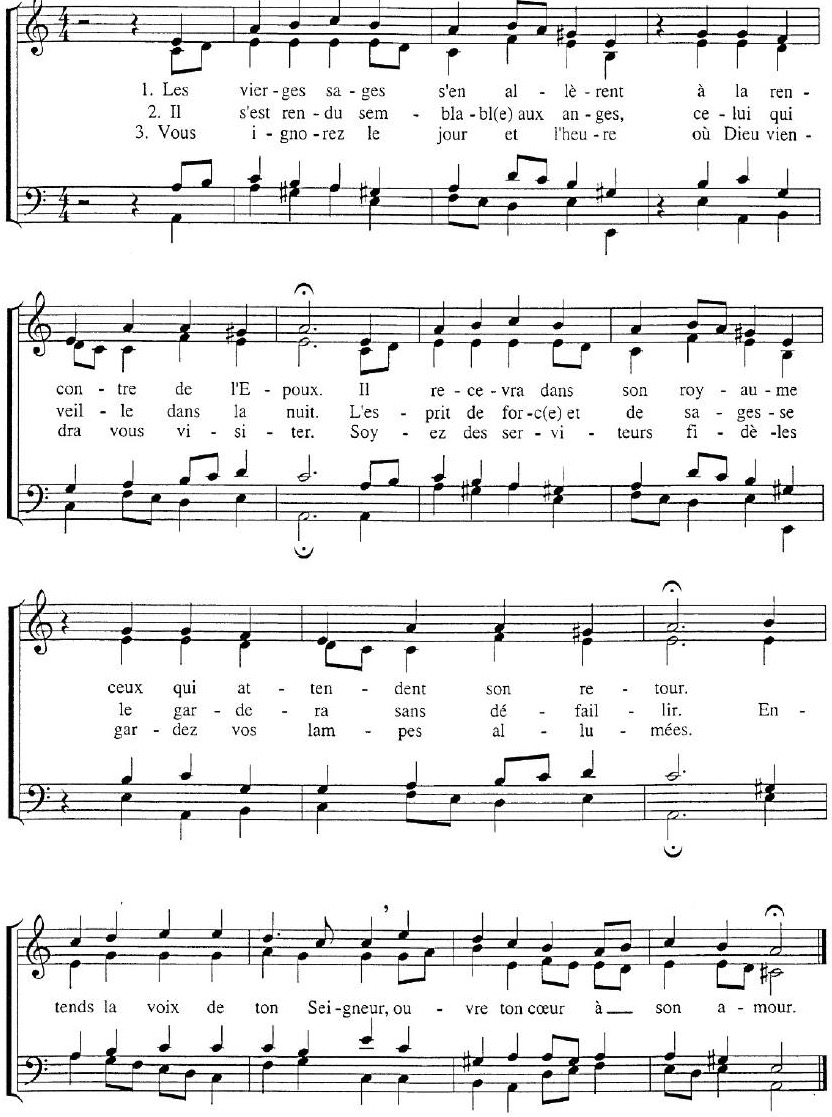 1. Les vier - ges sa - ges s'en al - lè - rent à la ren -
2. Il s'est ren - du sem - bla - bl(e) aux an - ges, ce - lui qui
3. Vous i - gno - rez le jour et l'heu - re où Dieu vien -
con - tre de l'E - poux. Il re - ce - vra dans son roy - au - me
veil - le dans la nuit. L'es - prit de for - c(e) et de sa - ges - se
dra vous vi - si - ter. Soy - ez des ser - vi - teurs fi - dè - les
ceux qui at - ten - dent son re - tour.
le gar - de - ra sans dé - fail - lir. En -
gar - dez vos lam - pes al - lu - mées.
tends la voix de ton Sei - gneur, ou - vre ton cœur à son a - mour.